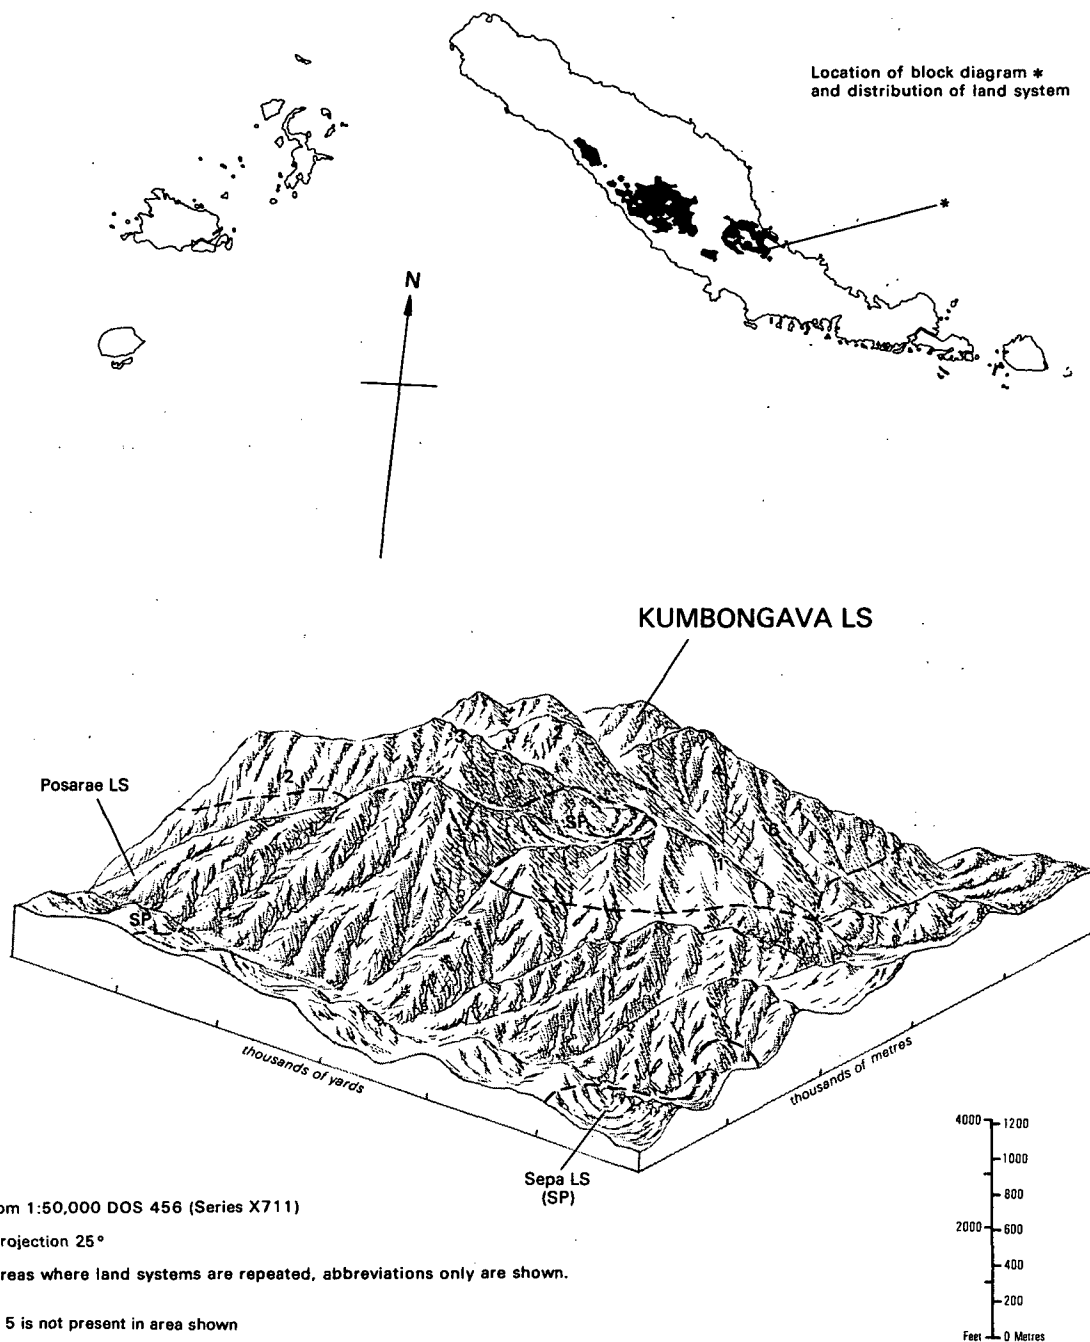 Location of block diagram *
and distribution of land system
*
N
KUMBONGAVA LS
Posarae LS
2
4
SP
6
1
SP
thousands of yards
thousands of metres
Sepa LS
(SP)
4000 1200
1000
800
2000 600
400
200
Feet 0 Metres
om 1:50,000 DOS 456 (Series X711)
rojection 25°
reas where land systems are repeated, abbreviations only are shown.
5 is not present in area shown